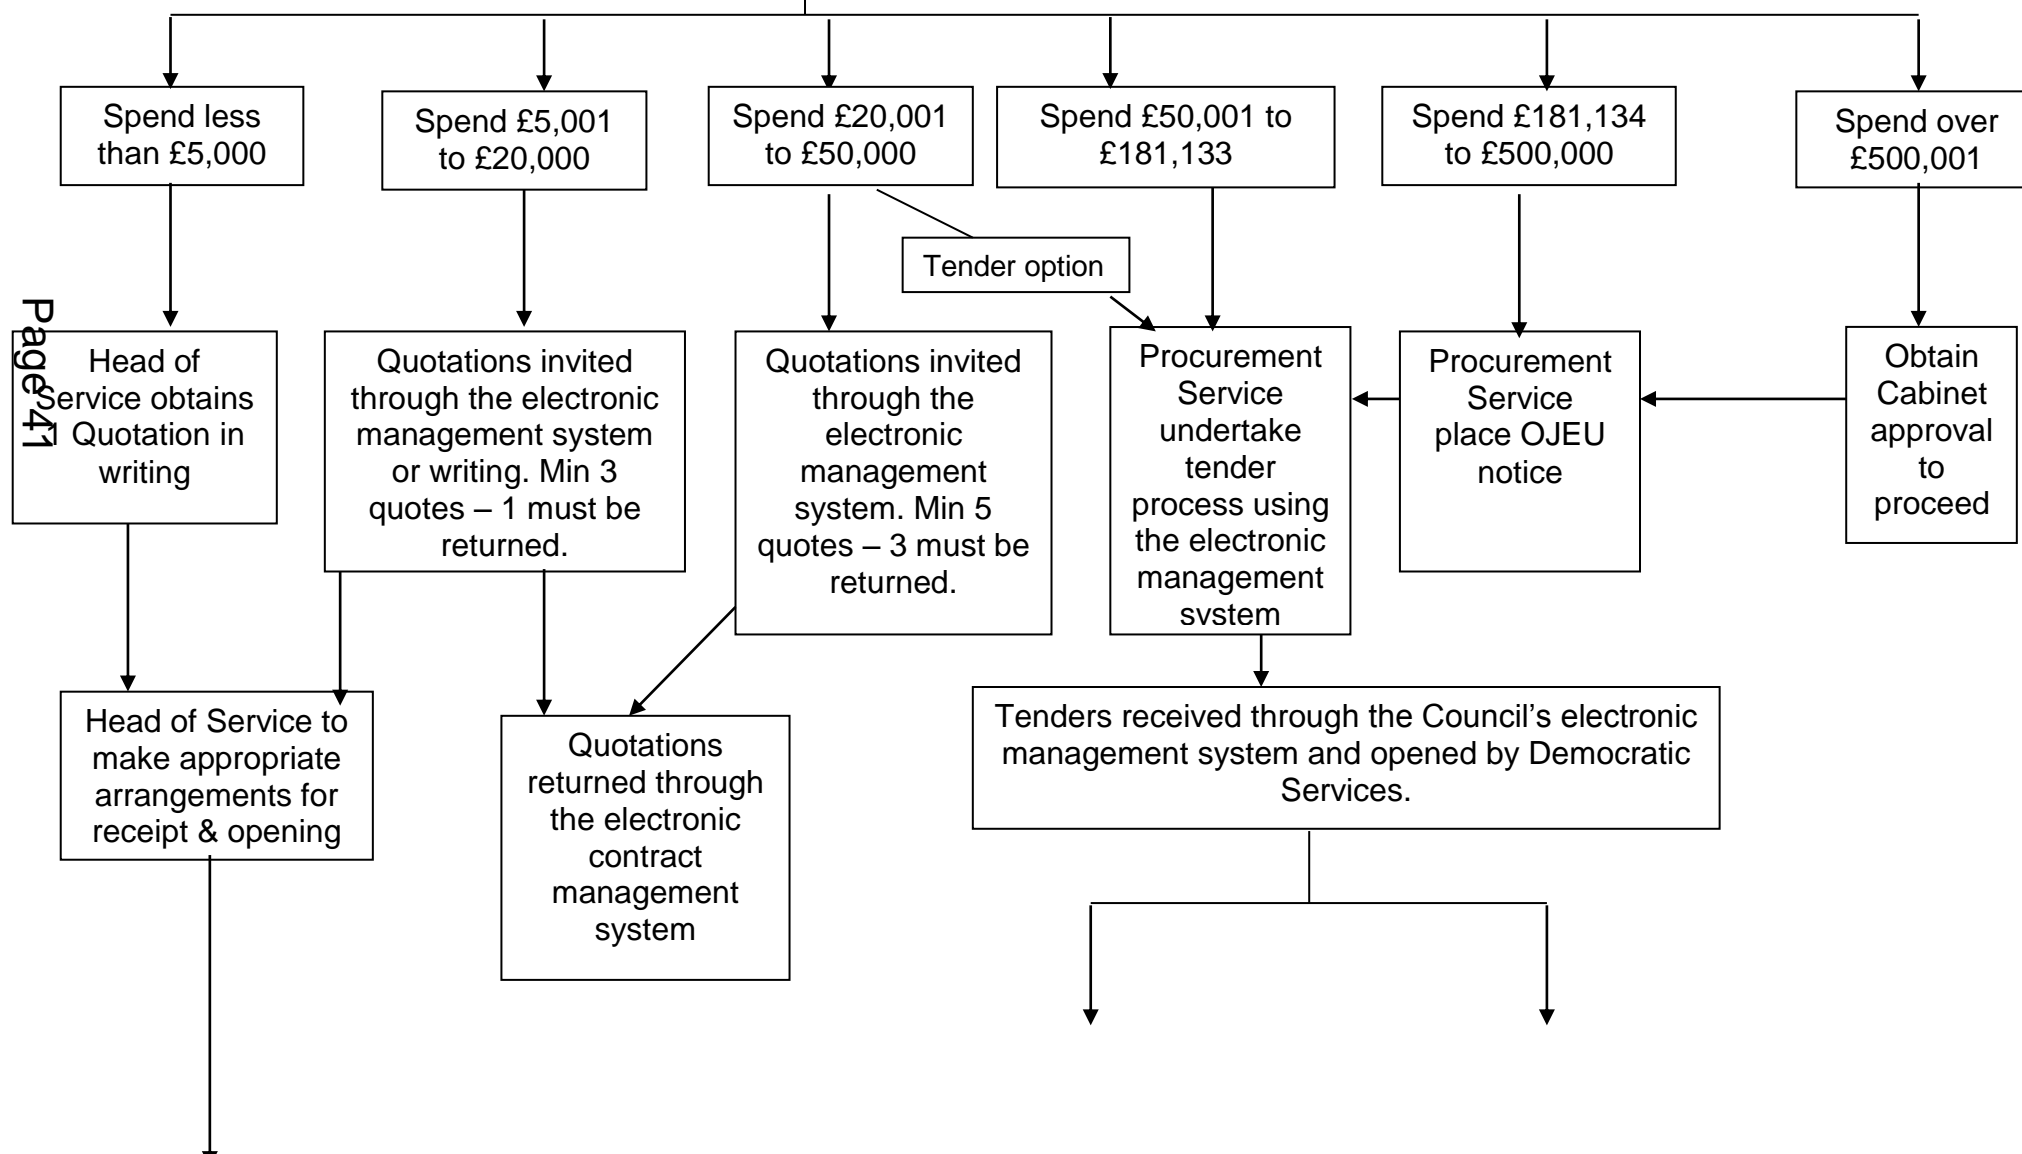 Spend less
than £5,000
Spend £5,001
to £20,000
Spend £20,001
to £50,000
Spend £50,001 to
£181,133
Spend £181,134
to £500,000
Spend over
£500,001
Tender option
Page 41
Head of
Service obtains
1 Quotation in
writing
Quotations invited
through the electronic
management system
or writing. Min 3
quotes – 1 must be
returned.
Quotations invited
through the
electronic
management
system. Min 5
quotes – 3 must be
returned.
Procurement
Service
undertake
tender
process using
the electronic
management
system
Procurement
Service
place OJEU
notice
Obtain
Cabinet
approval
to
proceed
Head of Service to
make appropriate
arrangements for
receipt & opening
Quotations
returned through
the electronic
contract
management
system
Tenders received through the Council’s electronic
management system and opened by Democratic
Services.